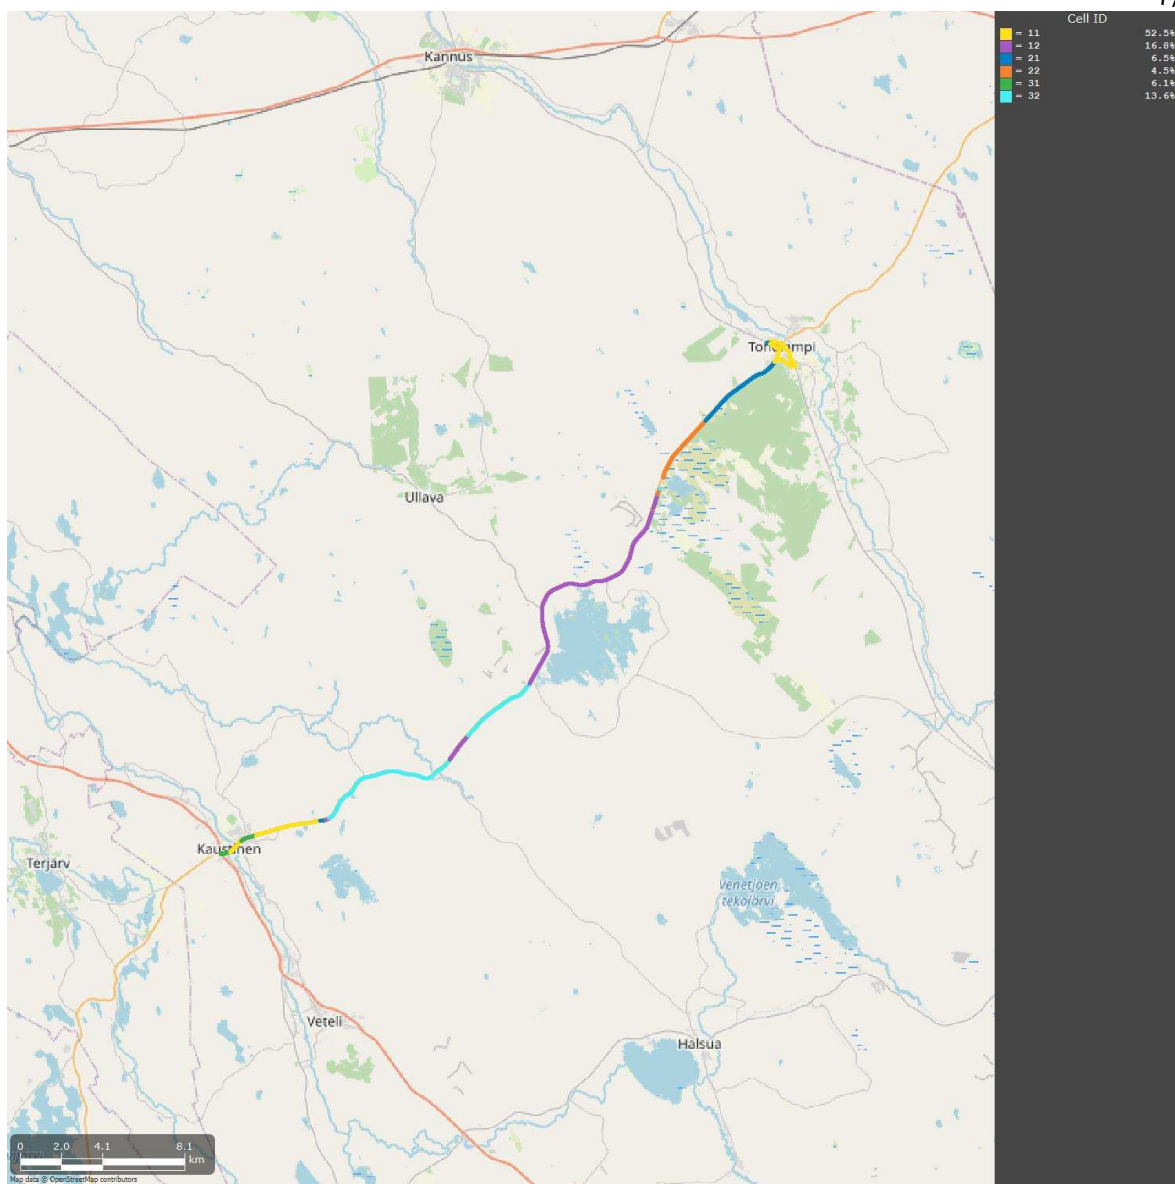 Cell ID
= 11 52.5%
= 12 16.8%
= 21 6.5%
= 22 4.5%
= 31 6.1%
= 32 13.6%
Kannus
Ullava
Kaustinen
Terjärv
Venetjoen
tekojärvi
Veteli
Halsua
0 2.0 4.1 8.1
km
Map data © OpenStreetMap contributors